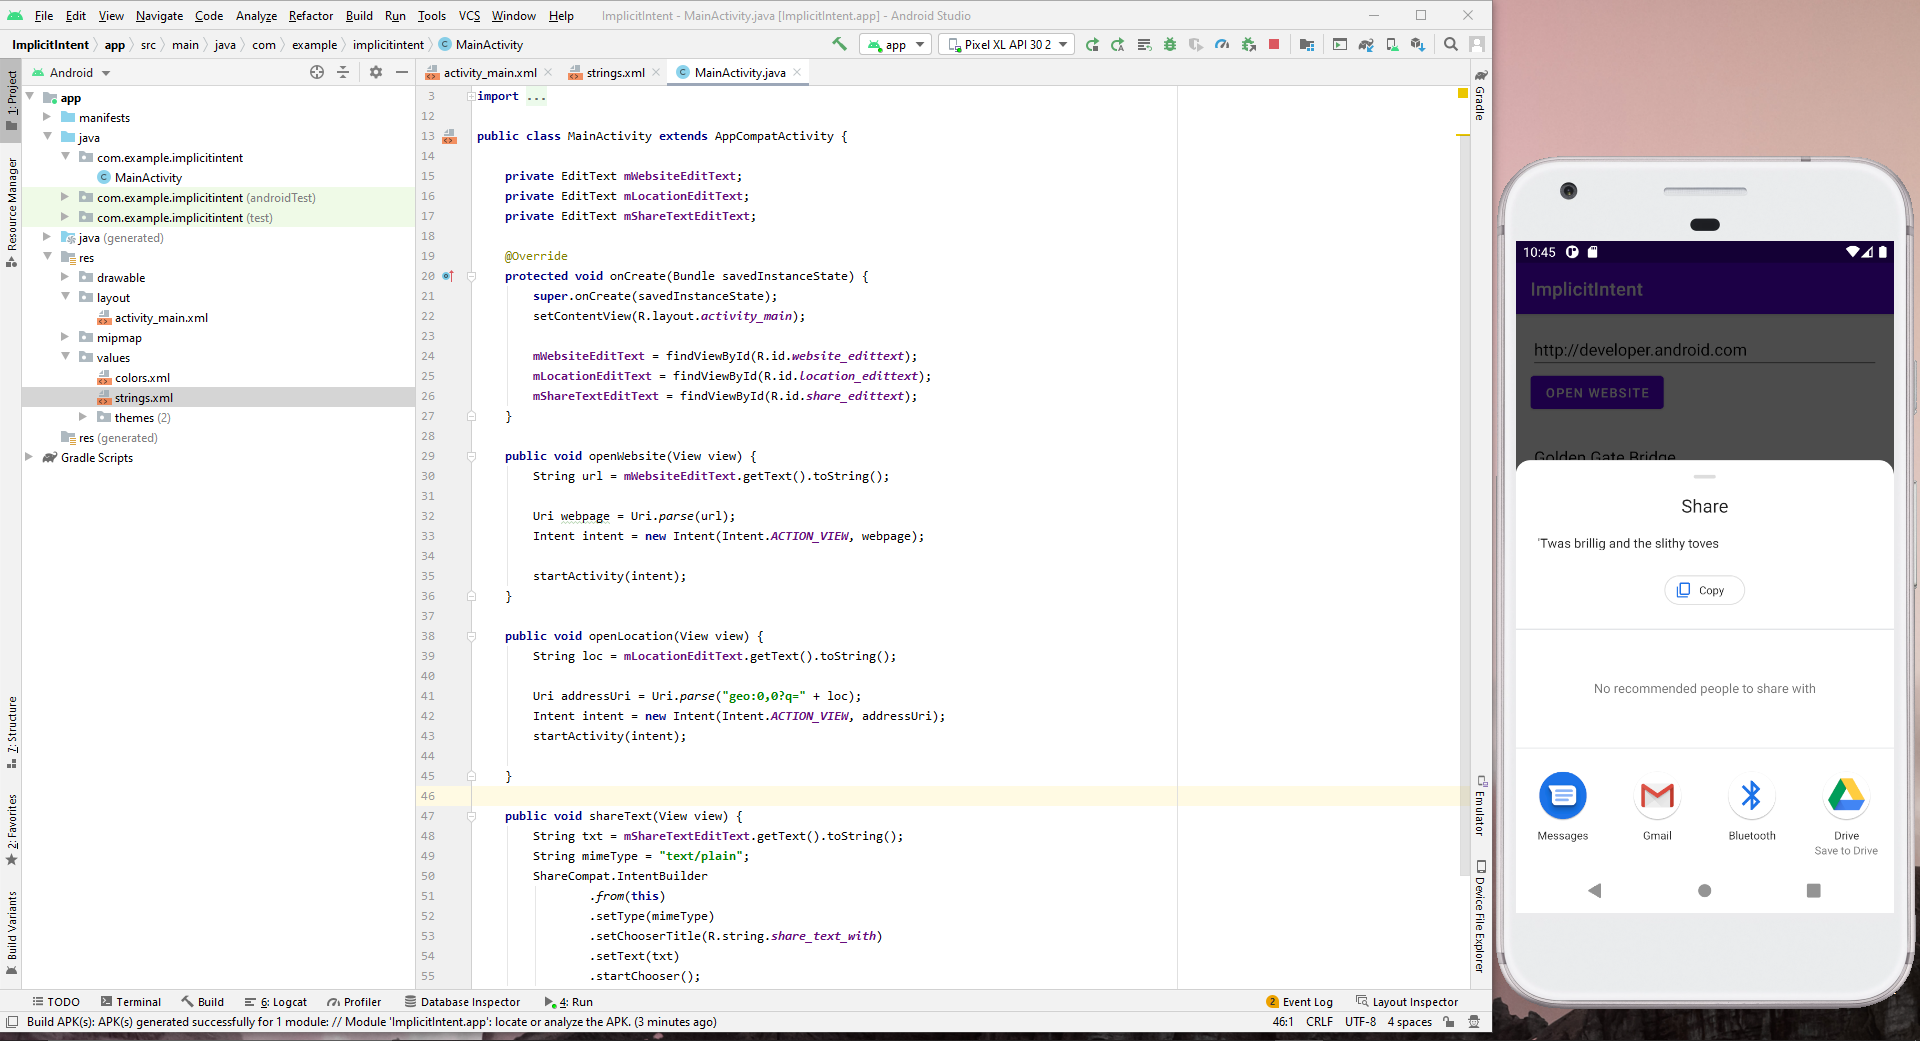 File Edit View Navigate Code Analyze Refactor Build Run Tools VCS Window Help ImplicitIntent - MainActivity.java [ImplicitIntent.app] - Android Studio
ImplicitIntent app src main java com example implicitintent MainActivity
app Pixel XL API 30 2
Android
activity_main.xml strings.xml MainActivity.java
1: Project
Resource Manager
7: Structure
2: Favorites
Build Variants
app
manifests
java
com.example.implicitintent
MainActivity
com.example.implicitintent (androidTest)
com.example.implicitintent (test)
java (generated)
res
drawable
layout
activity_main.xml
mipmap
values
colors.xml
strings.xml
themes (2)
res (generated)
Gradle Scripts
3 import ...
12
13 public class MainActivity extends AppCompatActivity {
14
15 private EditText mWebsiteEditText;
16 private EditText mLocationEditText;
17 private EditText mShareTextEditText;
18
19 @Override
20 protected void onCreate(Bundle savedInstanceState) {
21 super.onCreate(savedInstanceState);
22 setContentView(R.layout.activity_main);
23
24 mWebsiteEditText = findViewById(R.id.website_edittext);
25 mLocationEditText = findViewById(R.id.location_edittext);
26 mShareTextEditText = findViewById(R.id.share_edittext);
27 }
28
29 public void openWebsite(View view) {
30 String url = mWebsiteEditText.getText().toString();
31
32 Uri webpage = Uri.parse(url);
33 Intent intent = new Intent(Intent.ACTION_VIEW, webpage);
34
35 startActivity(intent);
36 }
37
38 public void openLocation(View view) {
39 String loc = mLocationEditText.getText().toString();
40
41 Uri addressUri = Uri.parse("geo:0,0?q=" + loc);
42 Intent intent = new Intent(Intent.ACTION_VIEW, addressUri);
43 startActivity(intent);
44
45 }
46
47 public void shareText(View view) {
48 String txt = mShareTextEditText.getText().toString();
49 String mimeType = "text/plain";
50 ShareCompat.IntentBuilder
51 .from(this)
52 .setType(mimeType)
53 .setChooserTitle(R.string.share_text_with)
54 .setText(txt)
55 .startChooser();
Gradle
Emulator
Device File Explorer
TODO Terminal Build 6: Logcat Profiler Database Inspector 4: Run 2 Event Log Layout Inspector
Build APK(s): APK(s) generated successfully for 1 module: // Module 'ImplicitIntent.app': locate or analyze the APK. (3 minutes ago) 46:1 CRLF UTF-8 4 spaces
10:45
ImplicitIntent
http://developer.android.com
OPEN WEBSITE
Golden Gate Bridge
Share
'Twas brillig and the slithy toves
Copy
No recommended people to share with
Messages Gmail Bluetooth Drive
Save to Drive